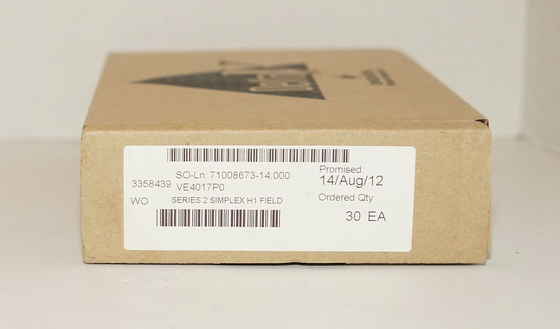 SO-Ln: 71008673-14.000
Promised:
3358439
VE4017P0
14/Aug/12
WO
SERIES 2 SIMPLEX H1 FIELD
Ordered Qty
30 EA